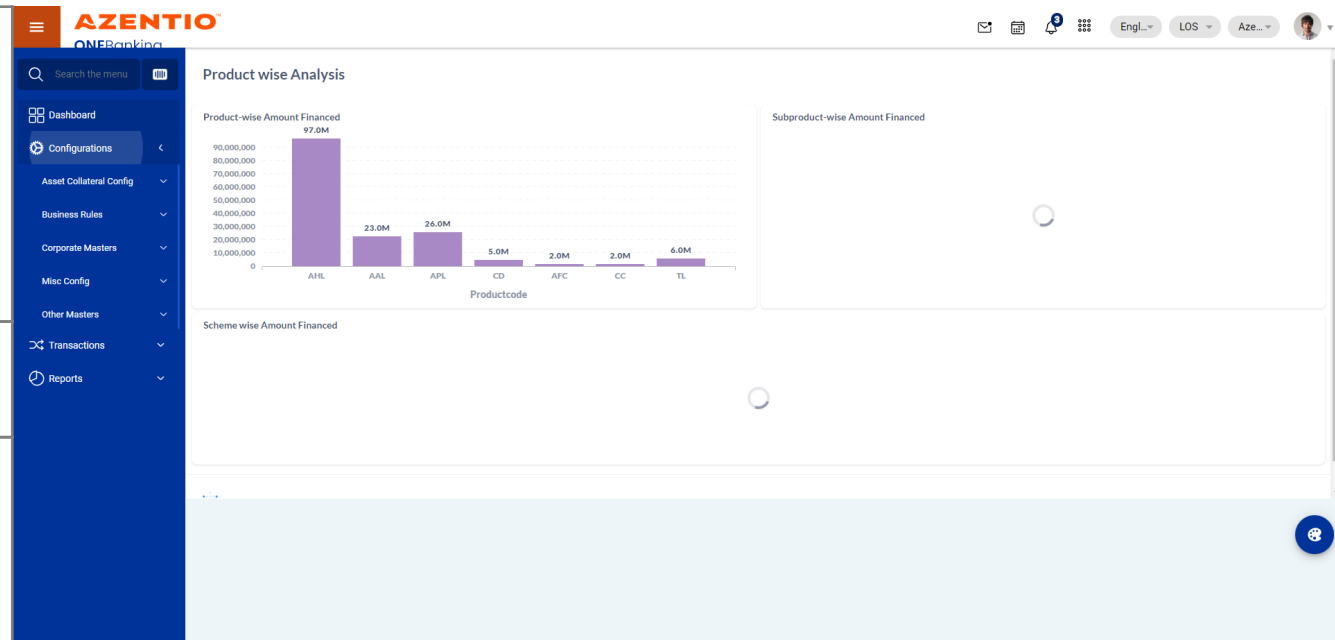 AZENTIO
ONEBanking
3
Engl...
LOS
Aze...
Search the menu
Dashboard
Configurations
Asset Collateral Config
Business Rules
Corporate Masters
Misc Config
Other Masters
Transactions
Reports
Product wise Analysis
Product-wise Amount Financed
97.0M
90,000,000
80,000,000
70,000,000
60,000,000
50,000,000
40,000,000
30,000,000
20,000,000
10,000,000
0
23.0M
26.0M
5.0M
2.0M
2.0M
6.0M
AHL AAL APL CD AFC CC TL
Productcode
Subproduct-wise Amount Financed
Scheme wise Amount Financed